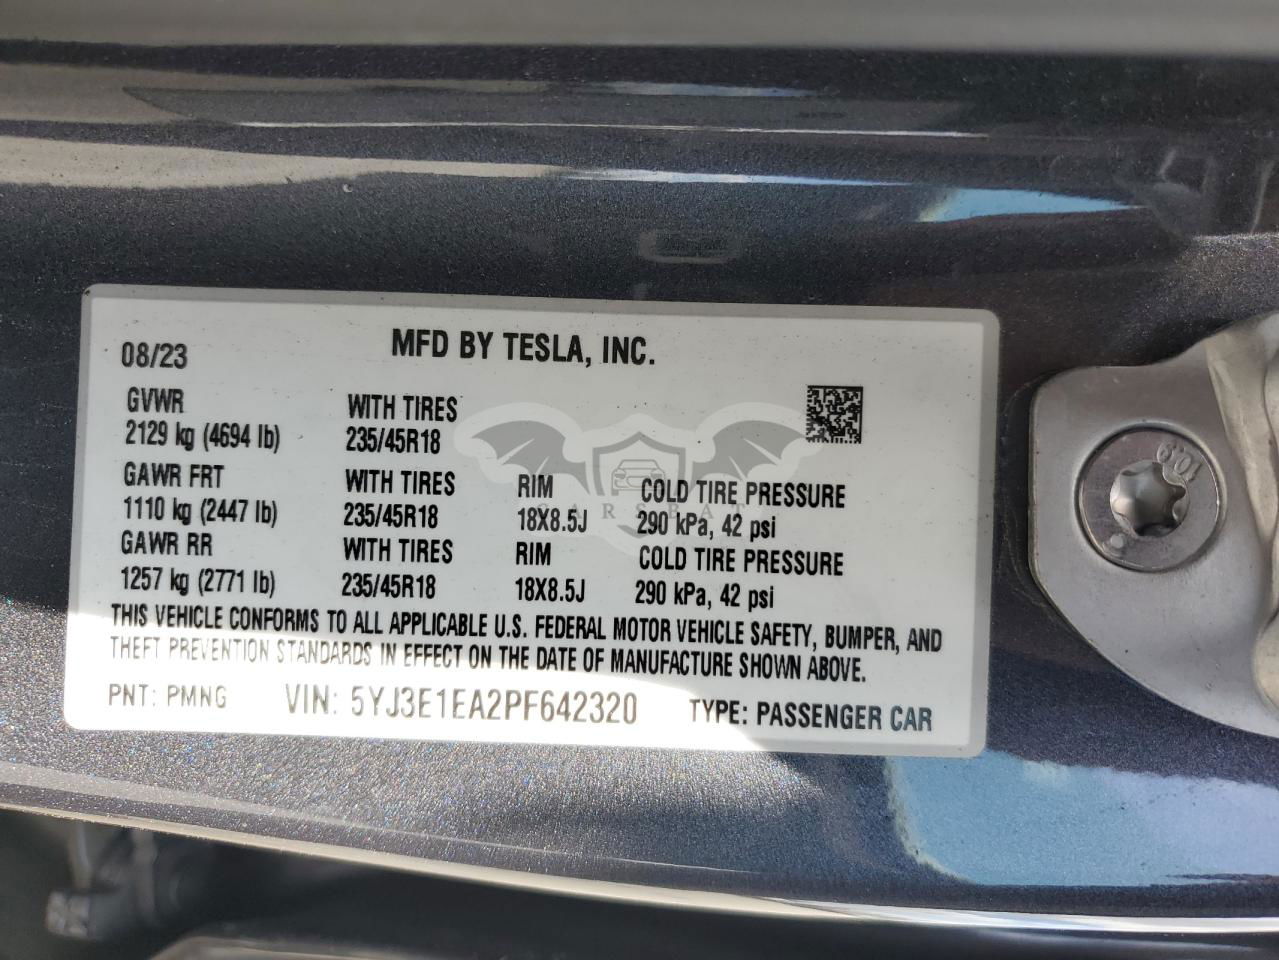 08/23
MFD BY TESLA, INC.
GVWR WITH TIRES
2129 kg (4694 lb) 235/45R18
GAWR FRT WITH TIRES RIM COLD TIRE PRESSURE
1110 kg (2447 lb) 235/45R18 18X8.5J 290 kPa, 42 psi
GAWR RR WITH TIRES RIM COLD TIRE PRESSURE
1257 kg (2771 lb) 235/45R18 18X8.5J 290 kPa, 42 psi
THIS VEHICLE CONFORMS TO ALL APPLICABLE U.S. FEDERAL MOTOR VEHICLE SAFETY, BUMPER, AND
THEFT PREVENTION STANDARDS IN EFFECT ON THE DATE OF MANUFACTURE SHOWN ABOVE.
PNT: PMNG VIN: 5YJ3E1EA2PF642320 TYPE: PASSENGER CAR
10.9